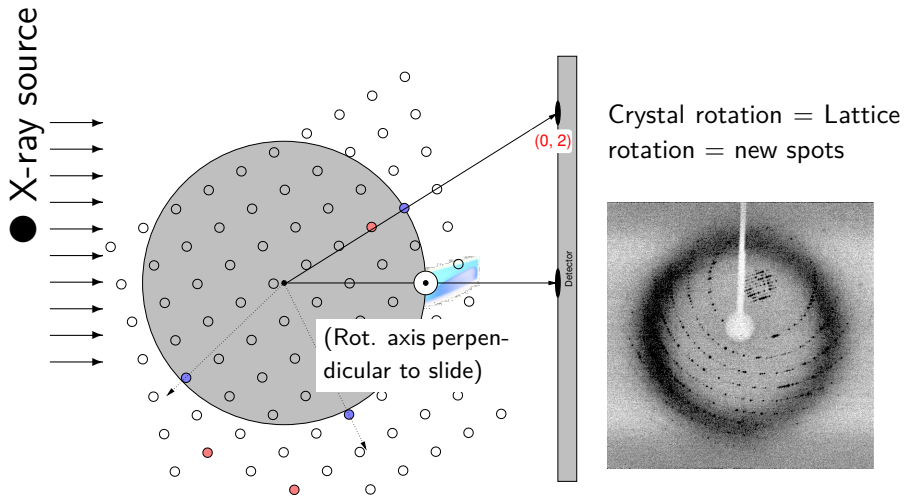 X-ray source
(0, 2)
Detector
(Rot. axis perpen-
dicular to slide)
Crystal rotation = Lattice
rotation = new spots